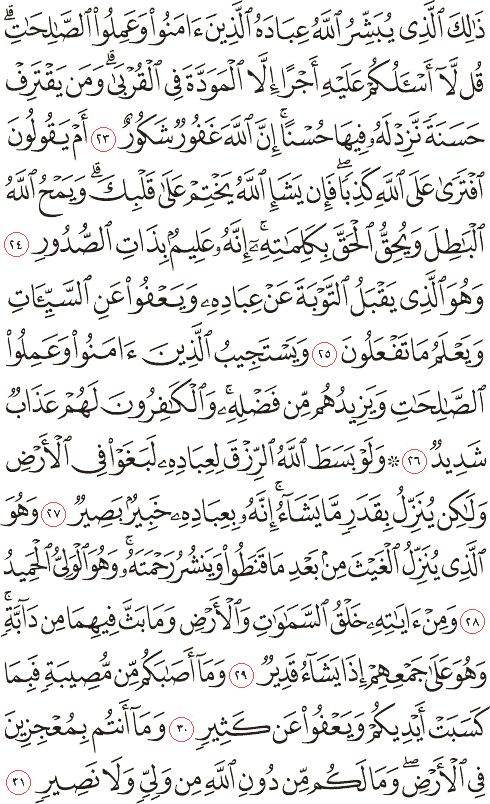 ذَٰلِكَ ٱلَّذِى يُبَشِّرُ ٱللَّهُ عِبَادَهُ ٱلَّذِينَ ءَامَنُوا۟ وَعَمِلُوا۟ ٱلصَّـٰلِحَـٰتِ ۗ
قُل لَّآ أَسْـَٔلُكُمْ عَلَيْهِ أَجْرًا إِلَّا ٱلْمَوَدَّةَ فِى ٱلْقُرْبَىٰ ۗ وَمَن يَقْتَرِفْ
حَسَنَةً نَّزِدْ لَهُۥ فِيهَا حُسْنًا ۚ إِنَّ ٱللَّهَ غَفُورٌ شَكُورٌ ٢٣ أَمْ يَقُولُونَ
ٱفْتَرَىٰ عَلَى ٱللَّهِ كَذِبًا ۖ فَإِن يَشَإِ ٱللَّهُ يَخْتِمْ عَلَىٰ قَلْبِكَ ۗ وَيَمْحُ ٱللَّهُ
ٱلْبَـٰطِلَ وَيُحِقُّ ٱلْحَقَّ بِكَلِمَـٰتِهِۦٓ ۚ إِنَّهُۥ عَلِيمٌۢ بِذَاتِ ٱلصُّدُورِ ٢٤
وَهُوَ ٱلَّذِى يَقْبَلُ ٱلتَّوْبَةَ عَنْ عِبَادِهِۦ وَيَعْفُوا۟ عَنِ ٱلسَّيِّـَٔاتِ
وَيَعْلَمُ مَا تَفْعَلُونَ ٢٥ وَيَسْتَجِيبُ ٱلَّذِينَ ءَامَنُوا۟ وَعَمِلُوا۟
ٱلصَّـٰلِحَـٰتِ وَيَزِيدُهُم مِّن فَضْلِهِۦ ۚ وَٱلْكَـٰفِرُونَ لَهُمْ عَذَابٌ
شَدِيدٌ ٢٦ ۞ وَلَوْ بَسَطَ ٱللَّهُ ٱلرِّزْقَ لِعِبَادِهِۦ لَبَغَوْا۟ فِى ٱلْأَرْضِ
وَلَـٰكِن يُنَزِّلُ بِقَدَرٍ مَّا يَشَآءُ ۚ إِنَّهُۥ بِعِبَادِهِۦ خَبِيرٌۢ بَصِيرٌ ٢٧ وَهُوَ
ٱلَّذِى يُنَزِّلُ ٱلْغَيْثَ مِنۢ بَعْدِ مَا قَنَطُوا۟ وَيَنشُرُ رَحْمَتَهُۥ ۚ وَهُوَ ٱلْوَلِىُّ ٱلْحَمِيدُ
٢٨ وَمِنْ ءَايَـٰتِهِۦ خَلْقُ ٱلسَّمَـٰوَٰتِ وَٱلْأَرْضِ وَمَا بَثَّ فِيهِمَا مِن دَآبَّةٍ ۚ
وَهُوَ عَلَىٰ جَمْعِهِمْ إِذَا يَشَآءُ قَدِيرٌ ٢٩ وَمَآ أَصَـٰبَكُم مِّن مُّصِيبَةٍ فَبِمَا
كَسَبَتْ أَيْدِيكُمْ وَيَعْفُوا۟ عَن كَثِيرٍ ٣٠ وَمَآ أَنتُم بِمُعْجِزِينَ
فِى ٱلْأَرْضِ ۖ وَمَا لَكُم مِّن دُونِ ٱللَّهِ مِن وَلِىٍّ وَلَا نَصِيرٍ ٣١